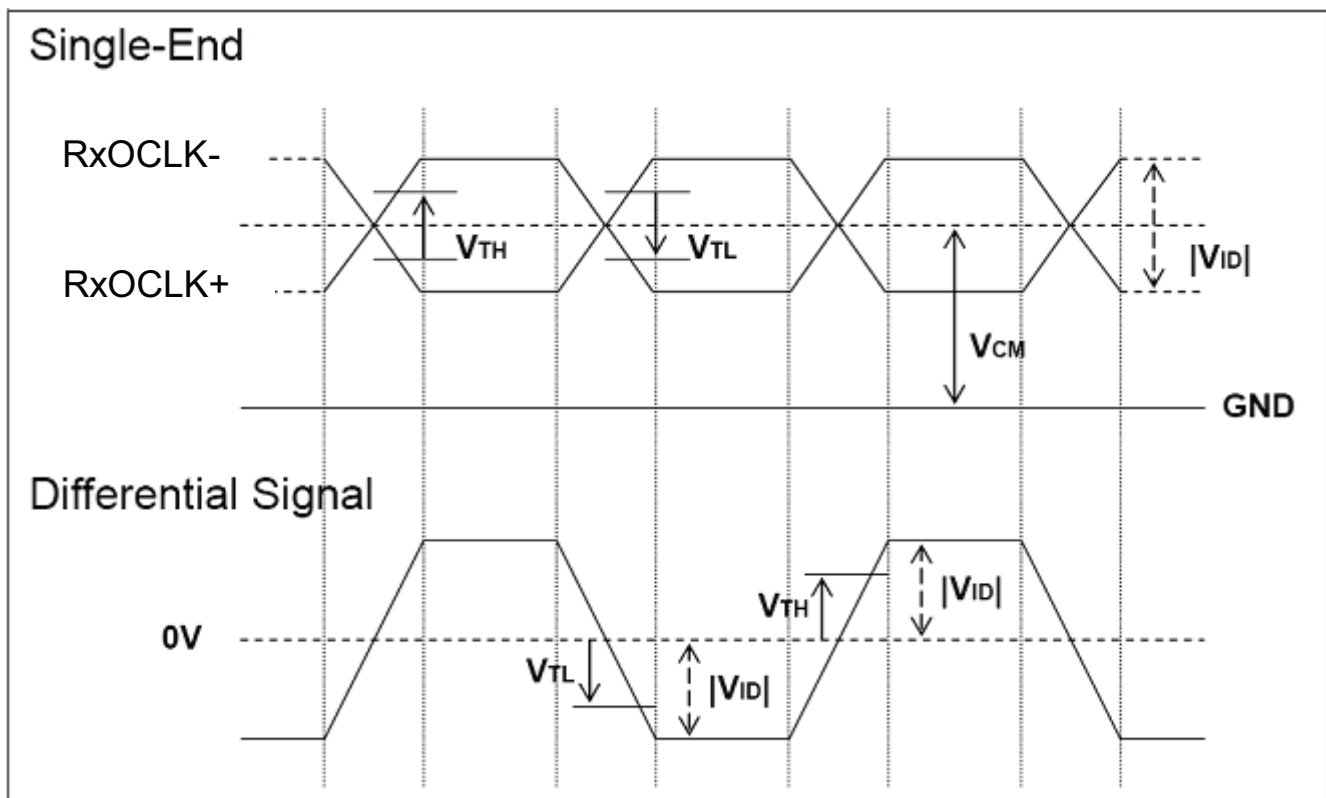 Single-End
RxOCLK-
VTH
VTL
|VID|
RxOCLK+
VCM
GND
Differential Signal
VTH
|VID|
0V
VTL
|VID|